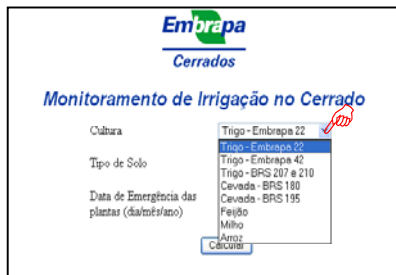 Embrapa
Cerrados
Monitoramento de Irrigação no Cerrado
Cultura
Trigo - Embrapa 22
Trigo - Embrapa 22
Trigo - Embrapa 42
Tipo de Solo
Trigo - BRS 207 e 210
Cevada - BRS 180
Cevada - BRS 195
Data de Emergência das
plantas (dia/mês/ano)
Feijão
Milho
Arroz
Calcular